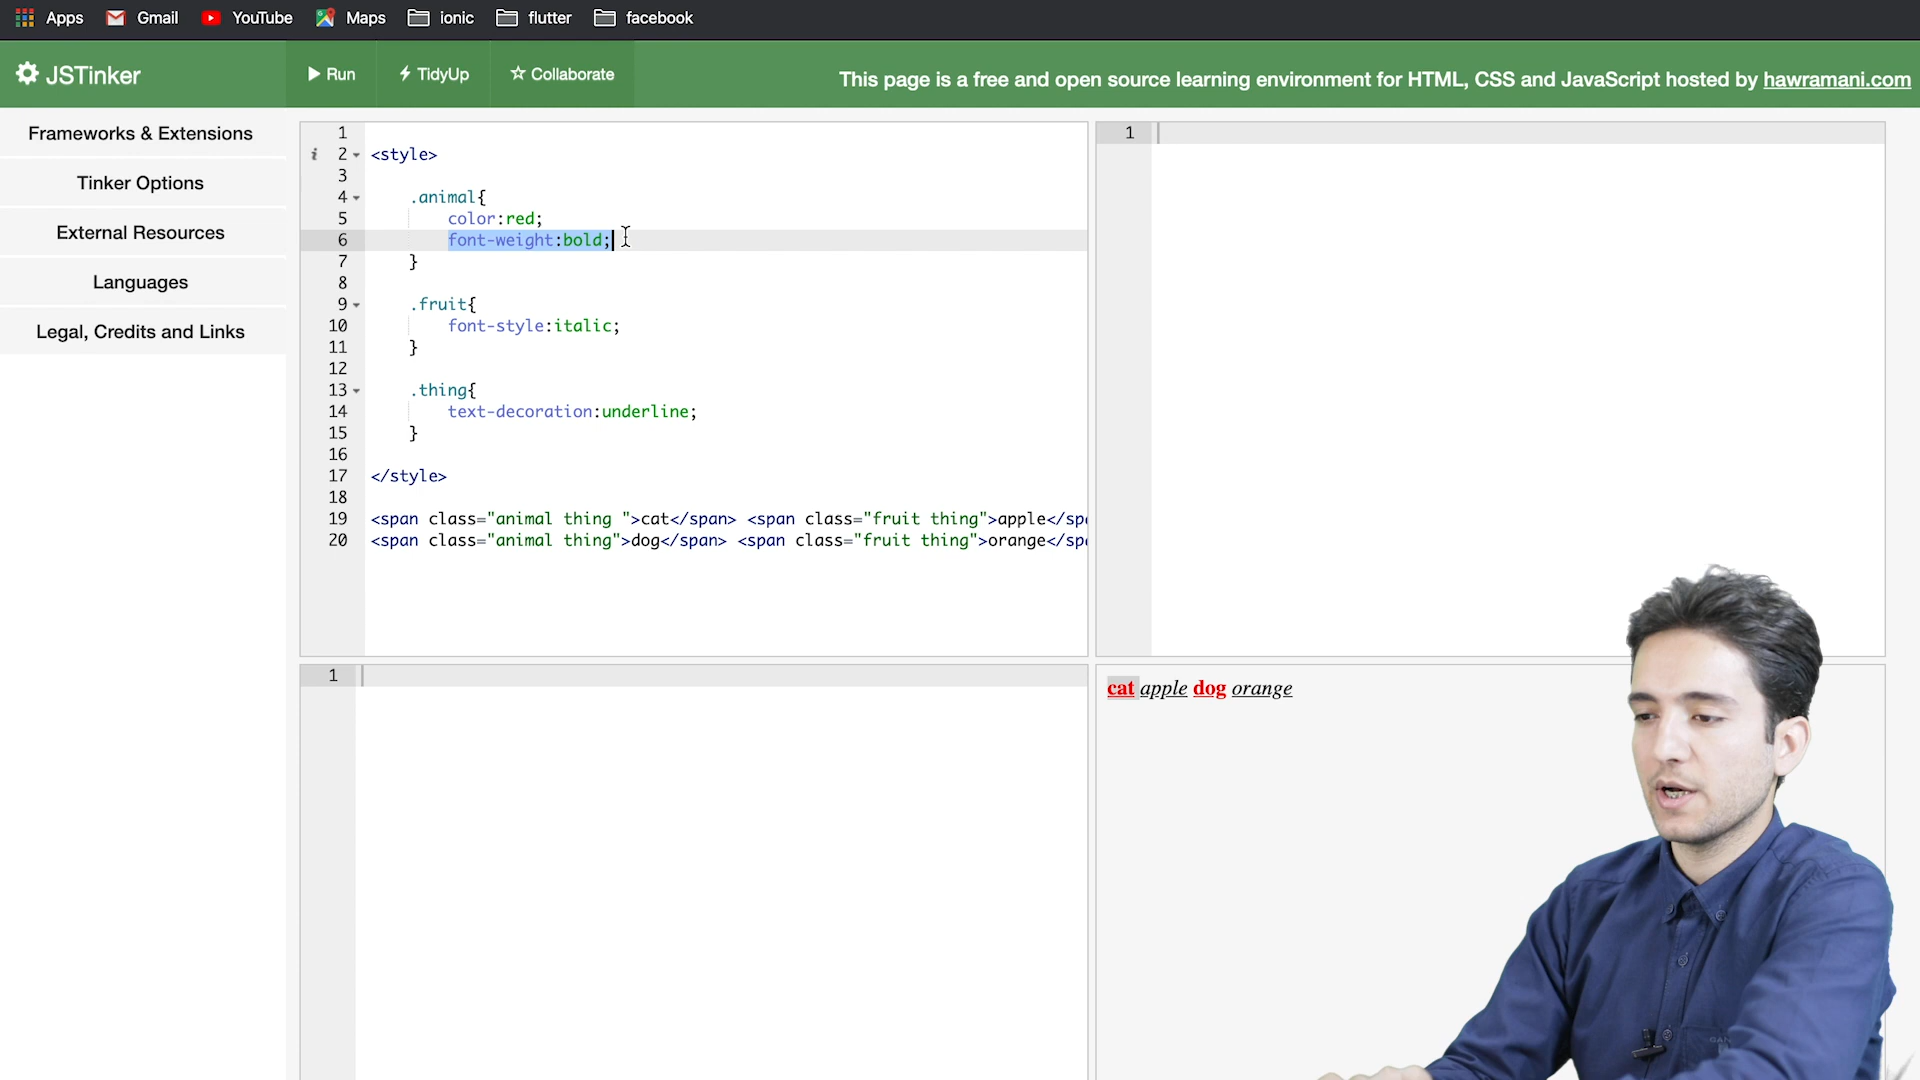 Apps Gmail YouTube Maps ionic flutter facebook
JSTinker Run TidyUp Collaborate This page is a free and open source learning environment for HTML, CSS and JavaScript hosted by hawramani.com
Frameworks & Extensions
Tinker Options
External Resources
Languages
Legal, Credits and Links
1
i 2 <style>
3
4 .animal{
5 color:red;
6 font-weight:bold;
7 }
8
9 .fruit{
10 font-style:italic;
11 }
12
13 .thing{
14 text-decoration:underline;
15 }
16
17 </style>
18
19 <span class="animal thing ">cat</span> <span class="fruit thing">apple</sp
20 <span class="animal thing">dog</span> <span class="fruit thing">orange</sp
1
1
cat apple dog orange